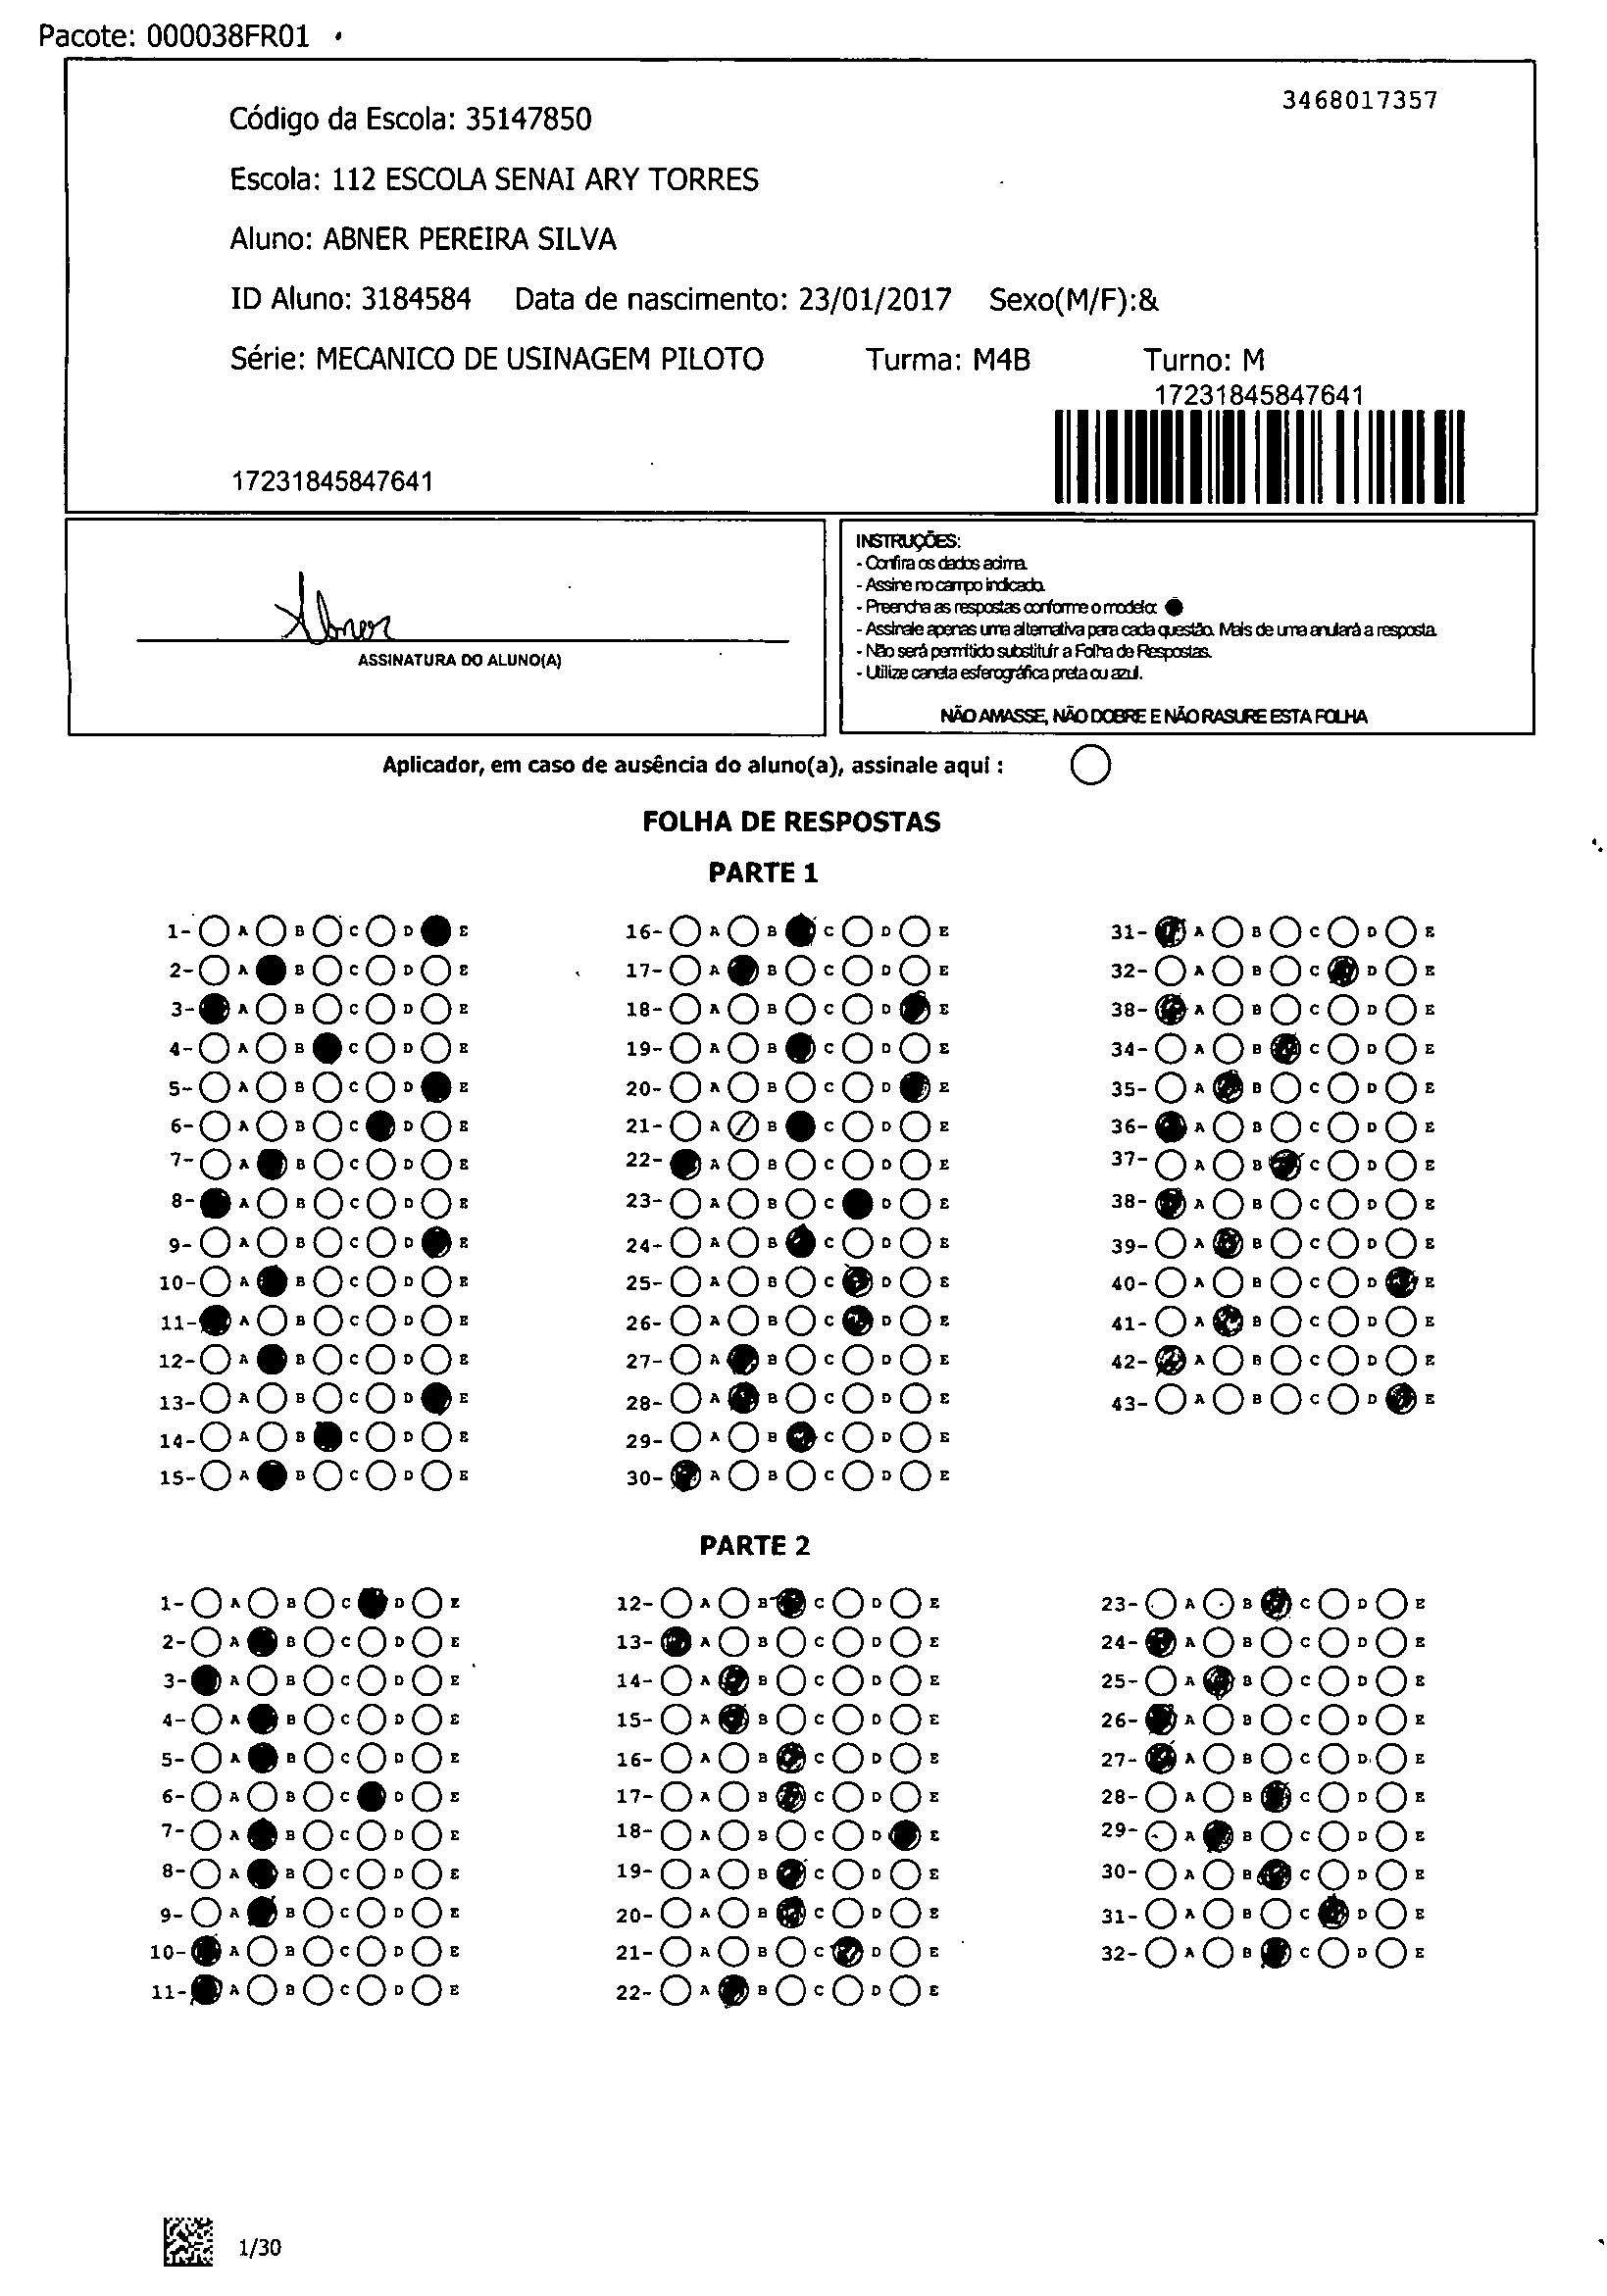 Pacote: 000038FR01
3468017357
Código da Escola: 35147850
Escola: 112 ESCOLA SENAI ARY TORRES
Aluno: ABNER PEREIRA SILVA
ID Aluno: 3184584 Data de nascimento: 23/01/2017 Sexo(M/F):&
Série: MECANICO DE USINAGEM PILOTO Turma: M4B Turno: M
17231845847641
17231845847641
Abner
ASSINATURA DO ALUNO(A)
INSTRUÇÕES:
- Confira os dados acima.
- Assine no campo indicado.
- Preencha as respostas conforme o modelo:
- Assinale apenas uma alternativa para cada questão. Mais de uma anulará a resposta.
- Não será permitido substituir a Folha de Respostas.
- Utilize caneta esferográfica preta ou azul.
NÃO AMASSE, NÃO DOBRE E NÃO RASURE ESTA FOLHA
Aplicador, em caso de ausência do aluno(a), assinale aqui :
FOLHA DE RESPOSTAS
PARTE 1
1- A B C D E 16- A B C D E 31- A B C D E
2- A B C D E 17- A B C D E 32- A B C D E
3- A B C D E 18- A B C D E 38- A B C D E
4- A B C D E 19- A B C D E 34- A B C D E
5- A B C D E 20- A B C D E 35- A B C D E
6- A B C D E 21- A B C D E 36- A B C D E
7- A B C D E 22- A B C D E 37- A B C D E
8- A B C D E 23- A B C D E 38- A B C D E
9- A B C D E 24- A B C D E 39- A B C D E
10- A B C D E 25- A B C D E 40- A B C D E
11- A B C D E 26- A B C D E 41- A B C D E
12- A B C D E 27- A B C D E 42- A B C D E
13- A B C D E 28- A B C D E 43- A B C D E
14- A B C D E 29- A B C D E
15- A B C D E 30- A B C D E
PARTE 2
1- A B C D E 12- A B C D E 23- A B C D E
2- A B C D E 13- A B C D E 24- A B C D E
3- A B C D E 14- A B C D E 25- A B C D E
4- A B C D E 15- A B C D E 26- A B C D E
5- A B C D E 16- A B C D E 27- A B C D E
6- A B C D E 17- A B C D E 28- A B C D E
7- A B C D E 18- A B C D E 29- A B C D E
8- A B C D E 19- A B C D E 30- A B C D E
9- A B C D E 20- A B C D E 31- A B C D E
10- A B C D E 21- A B C D E 32- A B C D E
11- A B C D E 22- A B C D E
1/30